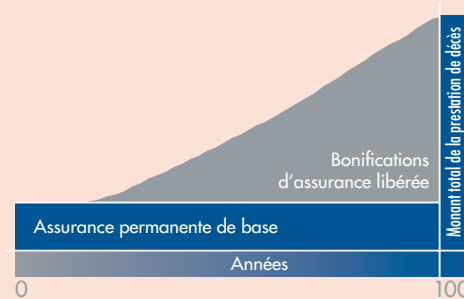 Monant total de la prestation de décès
Bonifications
d'assurance libérée
Assurance permanente de base
Années
0
100